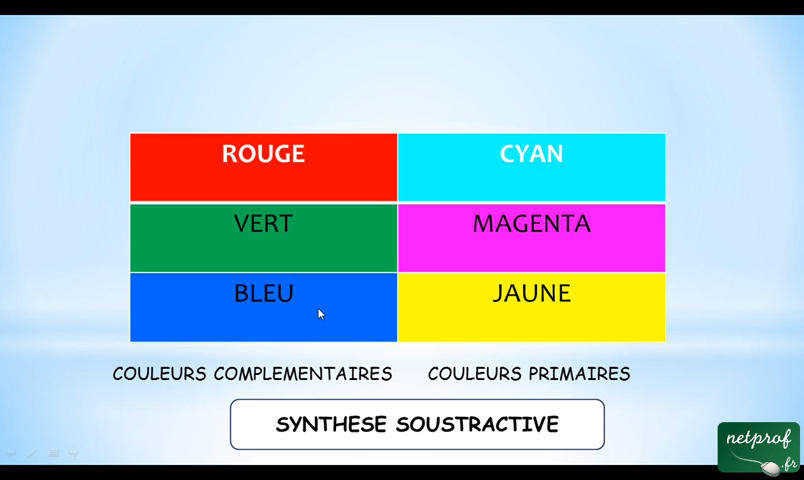 ROUGE CYAN
VERT MAGENTA
BLEU JAUNE
COULEURS COMPLEMENTAIRES COULEURS PRIMAIRES
SYNTHESE SOUSTRACTIVE
netprof
.fr